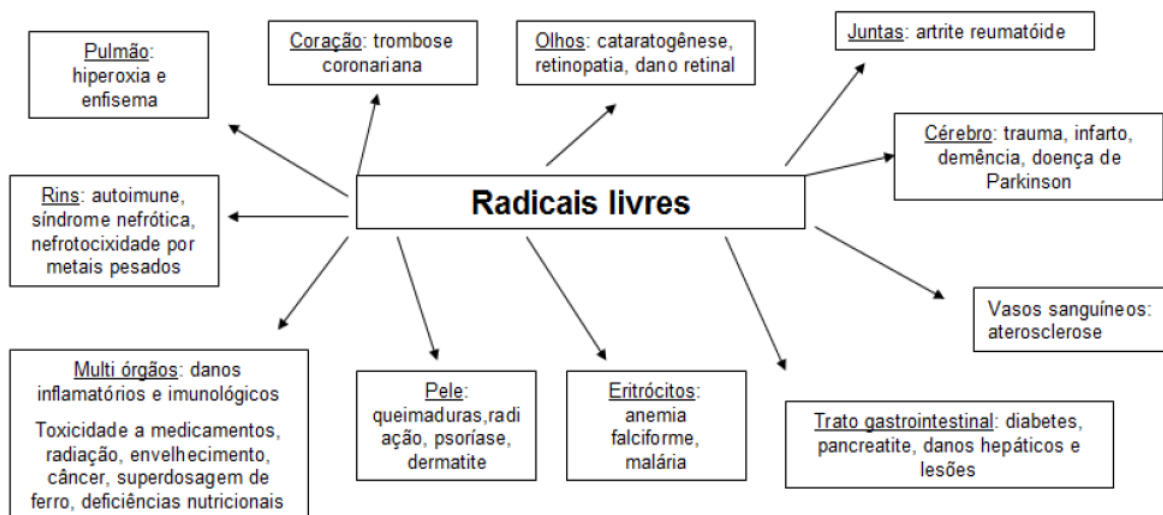 Pulmão:
hiperoxia e
enfisema
Coração: trombose
coronariana
Olhos: cataratogênese,
retinopatia, dano retinal
Juntas: artrite reumatóide
Cérebro: trauma, infarto,
demência, doença de
Parkinson
Rins: autoimune,
síndrome nefrótica,
nefrotocixidade por
metais pesados
Radicais livres
Vasos sanguíneos:
aterosclerose
Multi órgãos: danos
inflamatórios e imunológicos
Toxicidade a medicamentos,
radiação, envelhecimento,
câncer, superdosagem de
ferro, deficiências nutricionais
Pele:
queimaduras,radi
ação, psoríase,
dermatite
Eritrócitos:
anemia
falciforme,
malária
Trato gastrointestinal: diabetes,
pancreatite, danos hepáticos e
lesões